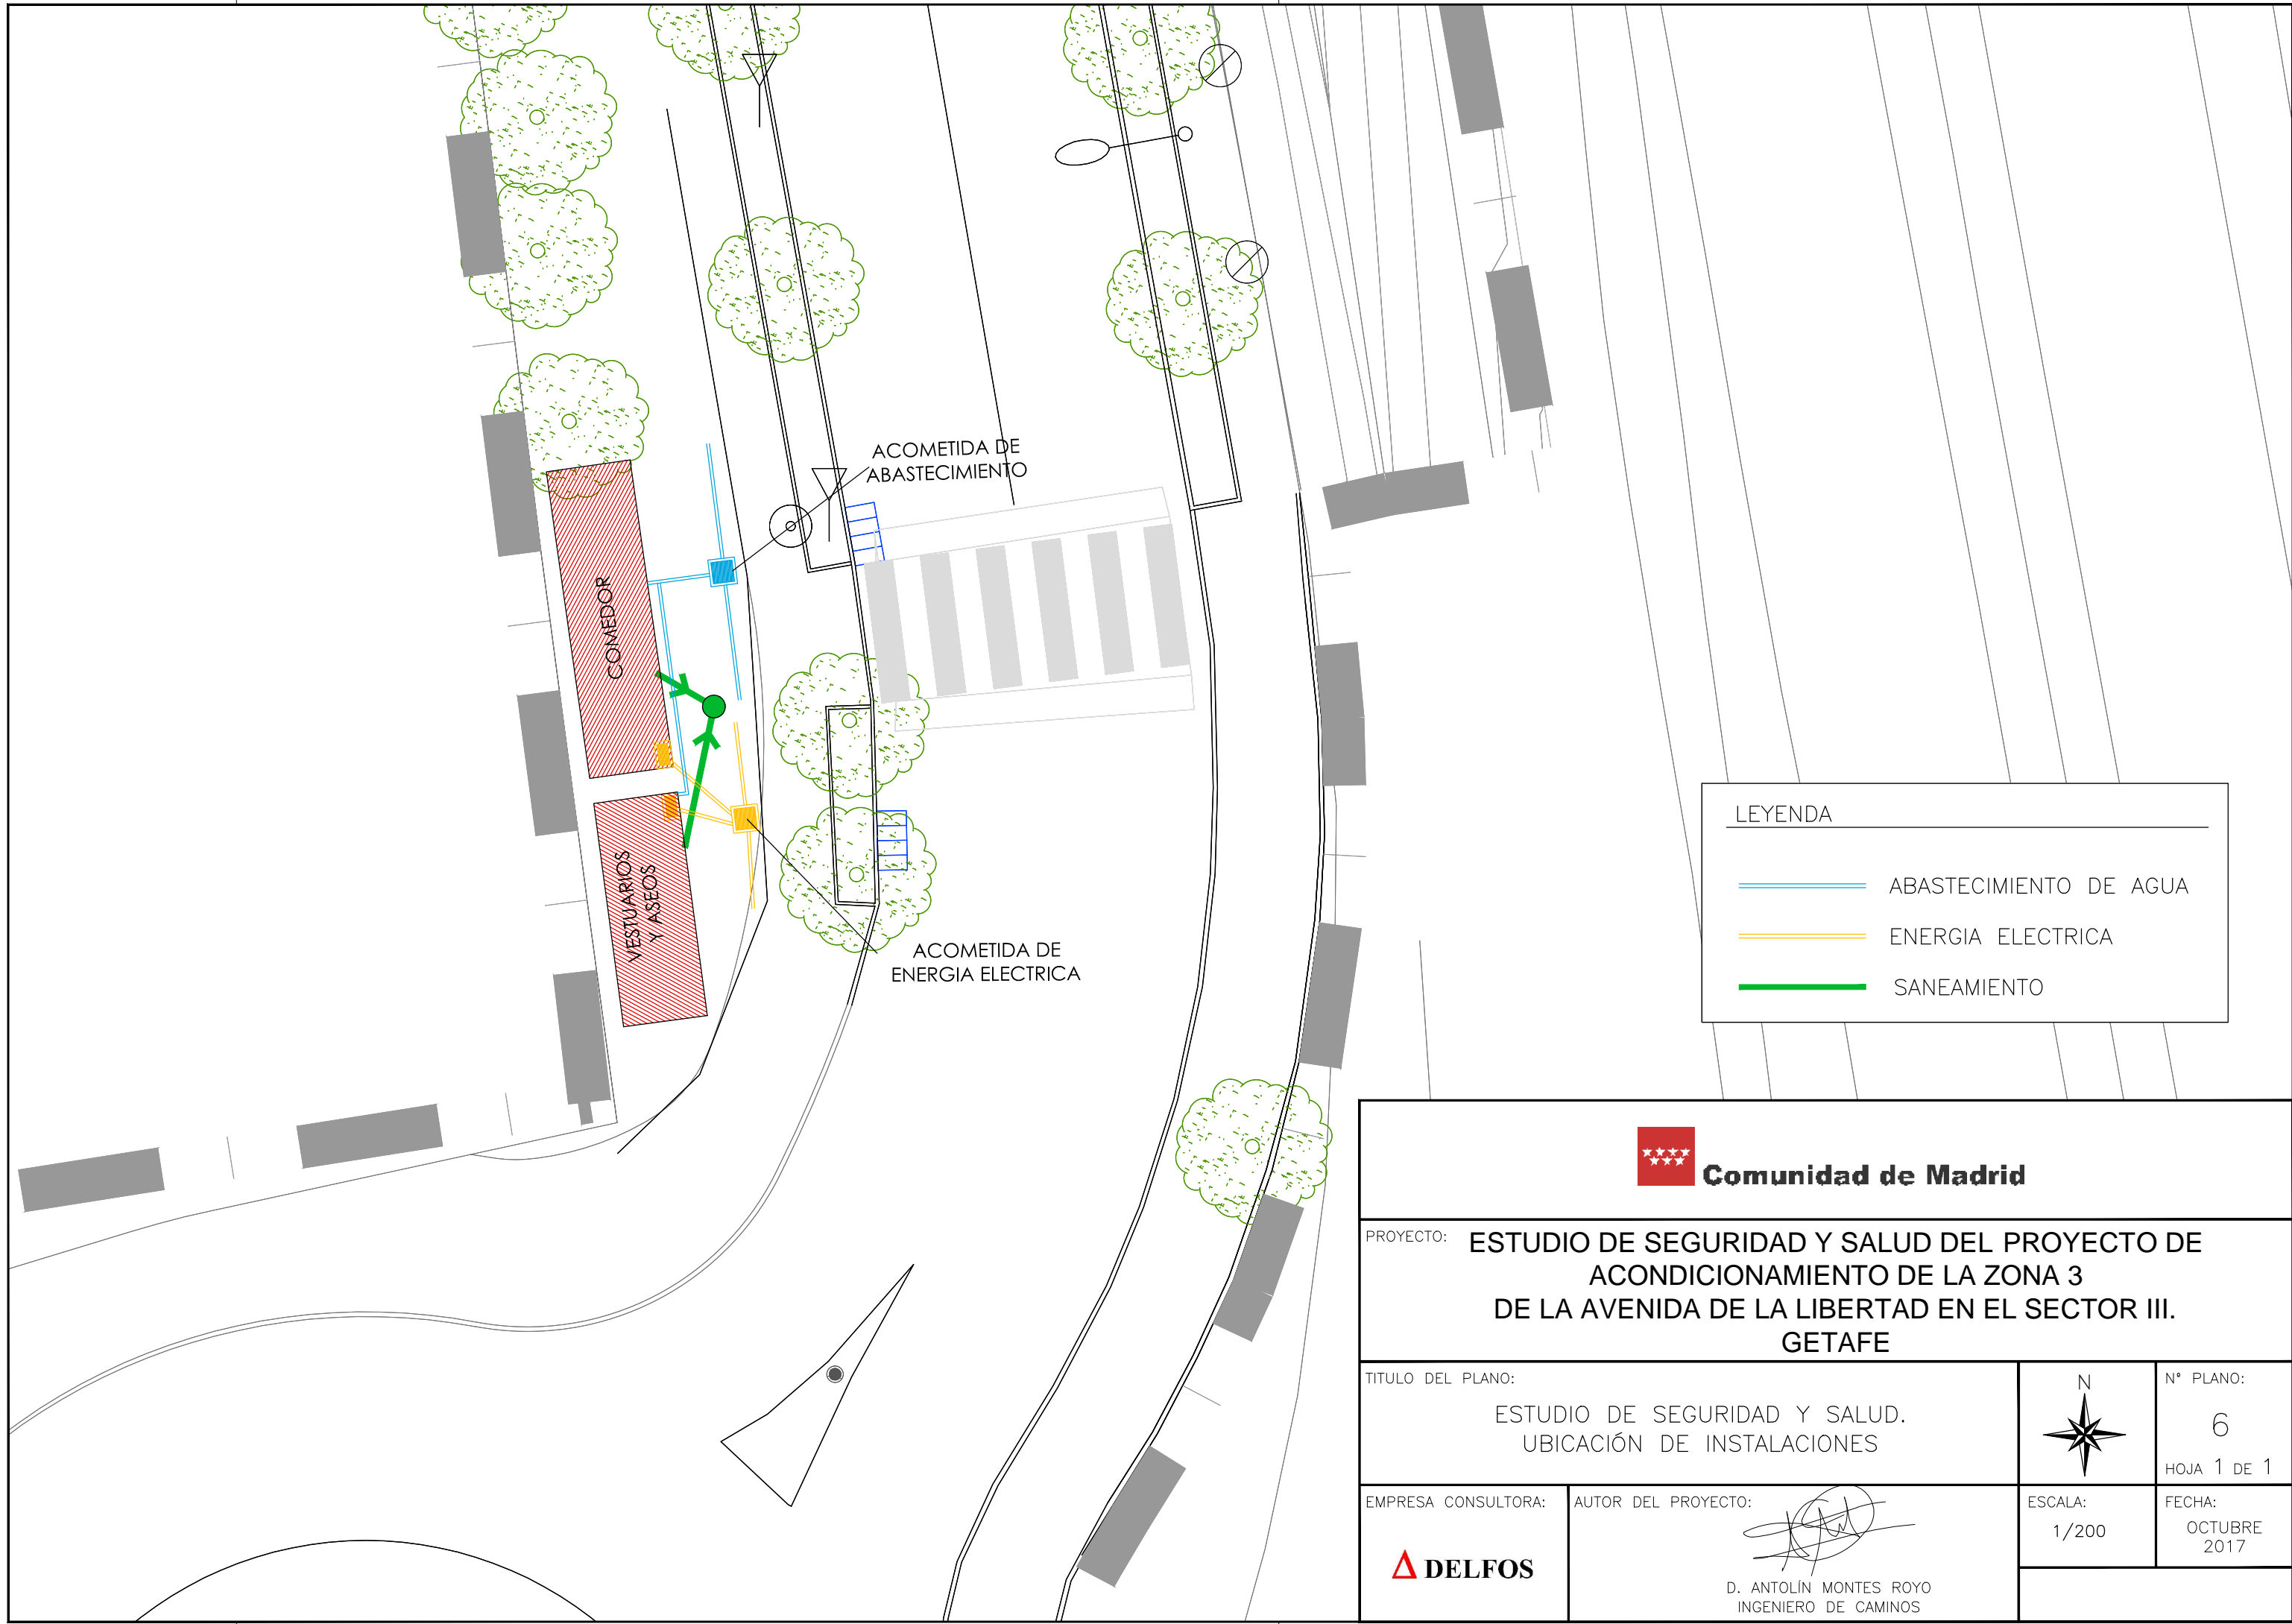 ACOMETIDA DE
ABASTECIMIENTO
COMEDOR
VESTUARIOS
Y ASEOS
ACOMETIDA DE
ENERGIA ELECTRICA
LEYENDA
ABASTECIMIENTO DE AGUA
ENERGIA ELECTRICA
SANEAMIENTO
Comunidad de Madrid
PROYECTO: ESTUDIO DE SEGURIDAD Y SALUD DEL PROYECTO DE
ACONDICIONAMIENTO DE LA ZONA 3
DE LA AVENIDA DE LA LIBERTAD EN EL SECTOR III.
GETAFE
TITULO DEL PLANO:
ESTUDIO DE SEGURIDAD Y SALUD.
UBICACIÓN DE INSTALACIONES
N
Nº PLANO:
6
HOJA 1 DE 1
EMPRESA CONSULTORA:
DELFOS
AUTOR DEL PROYECTO:
D. ANTOLÍN MONTES ROYO
INGENIERO DE CAMINOS
ESCALA:
1/200
FECHA:
OCTUBRE
2017